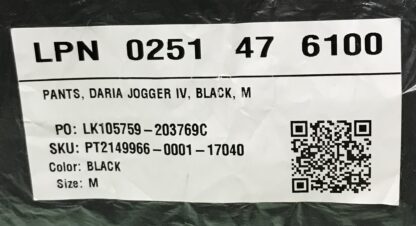 LPN 0251 47 6100
PANTS, DARIA JOGGER IV, BLACK, M
PO: LK105759-203769C
SKU: PT2149966-0001-17040
Color: BLACK
Size: M